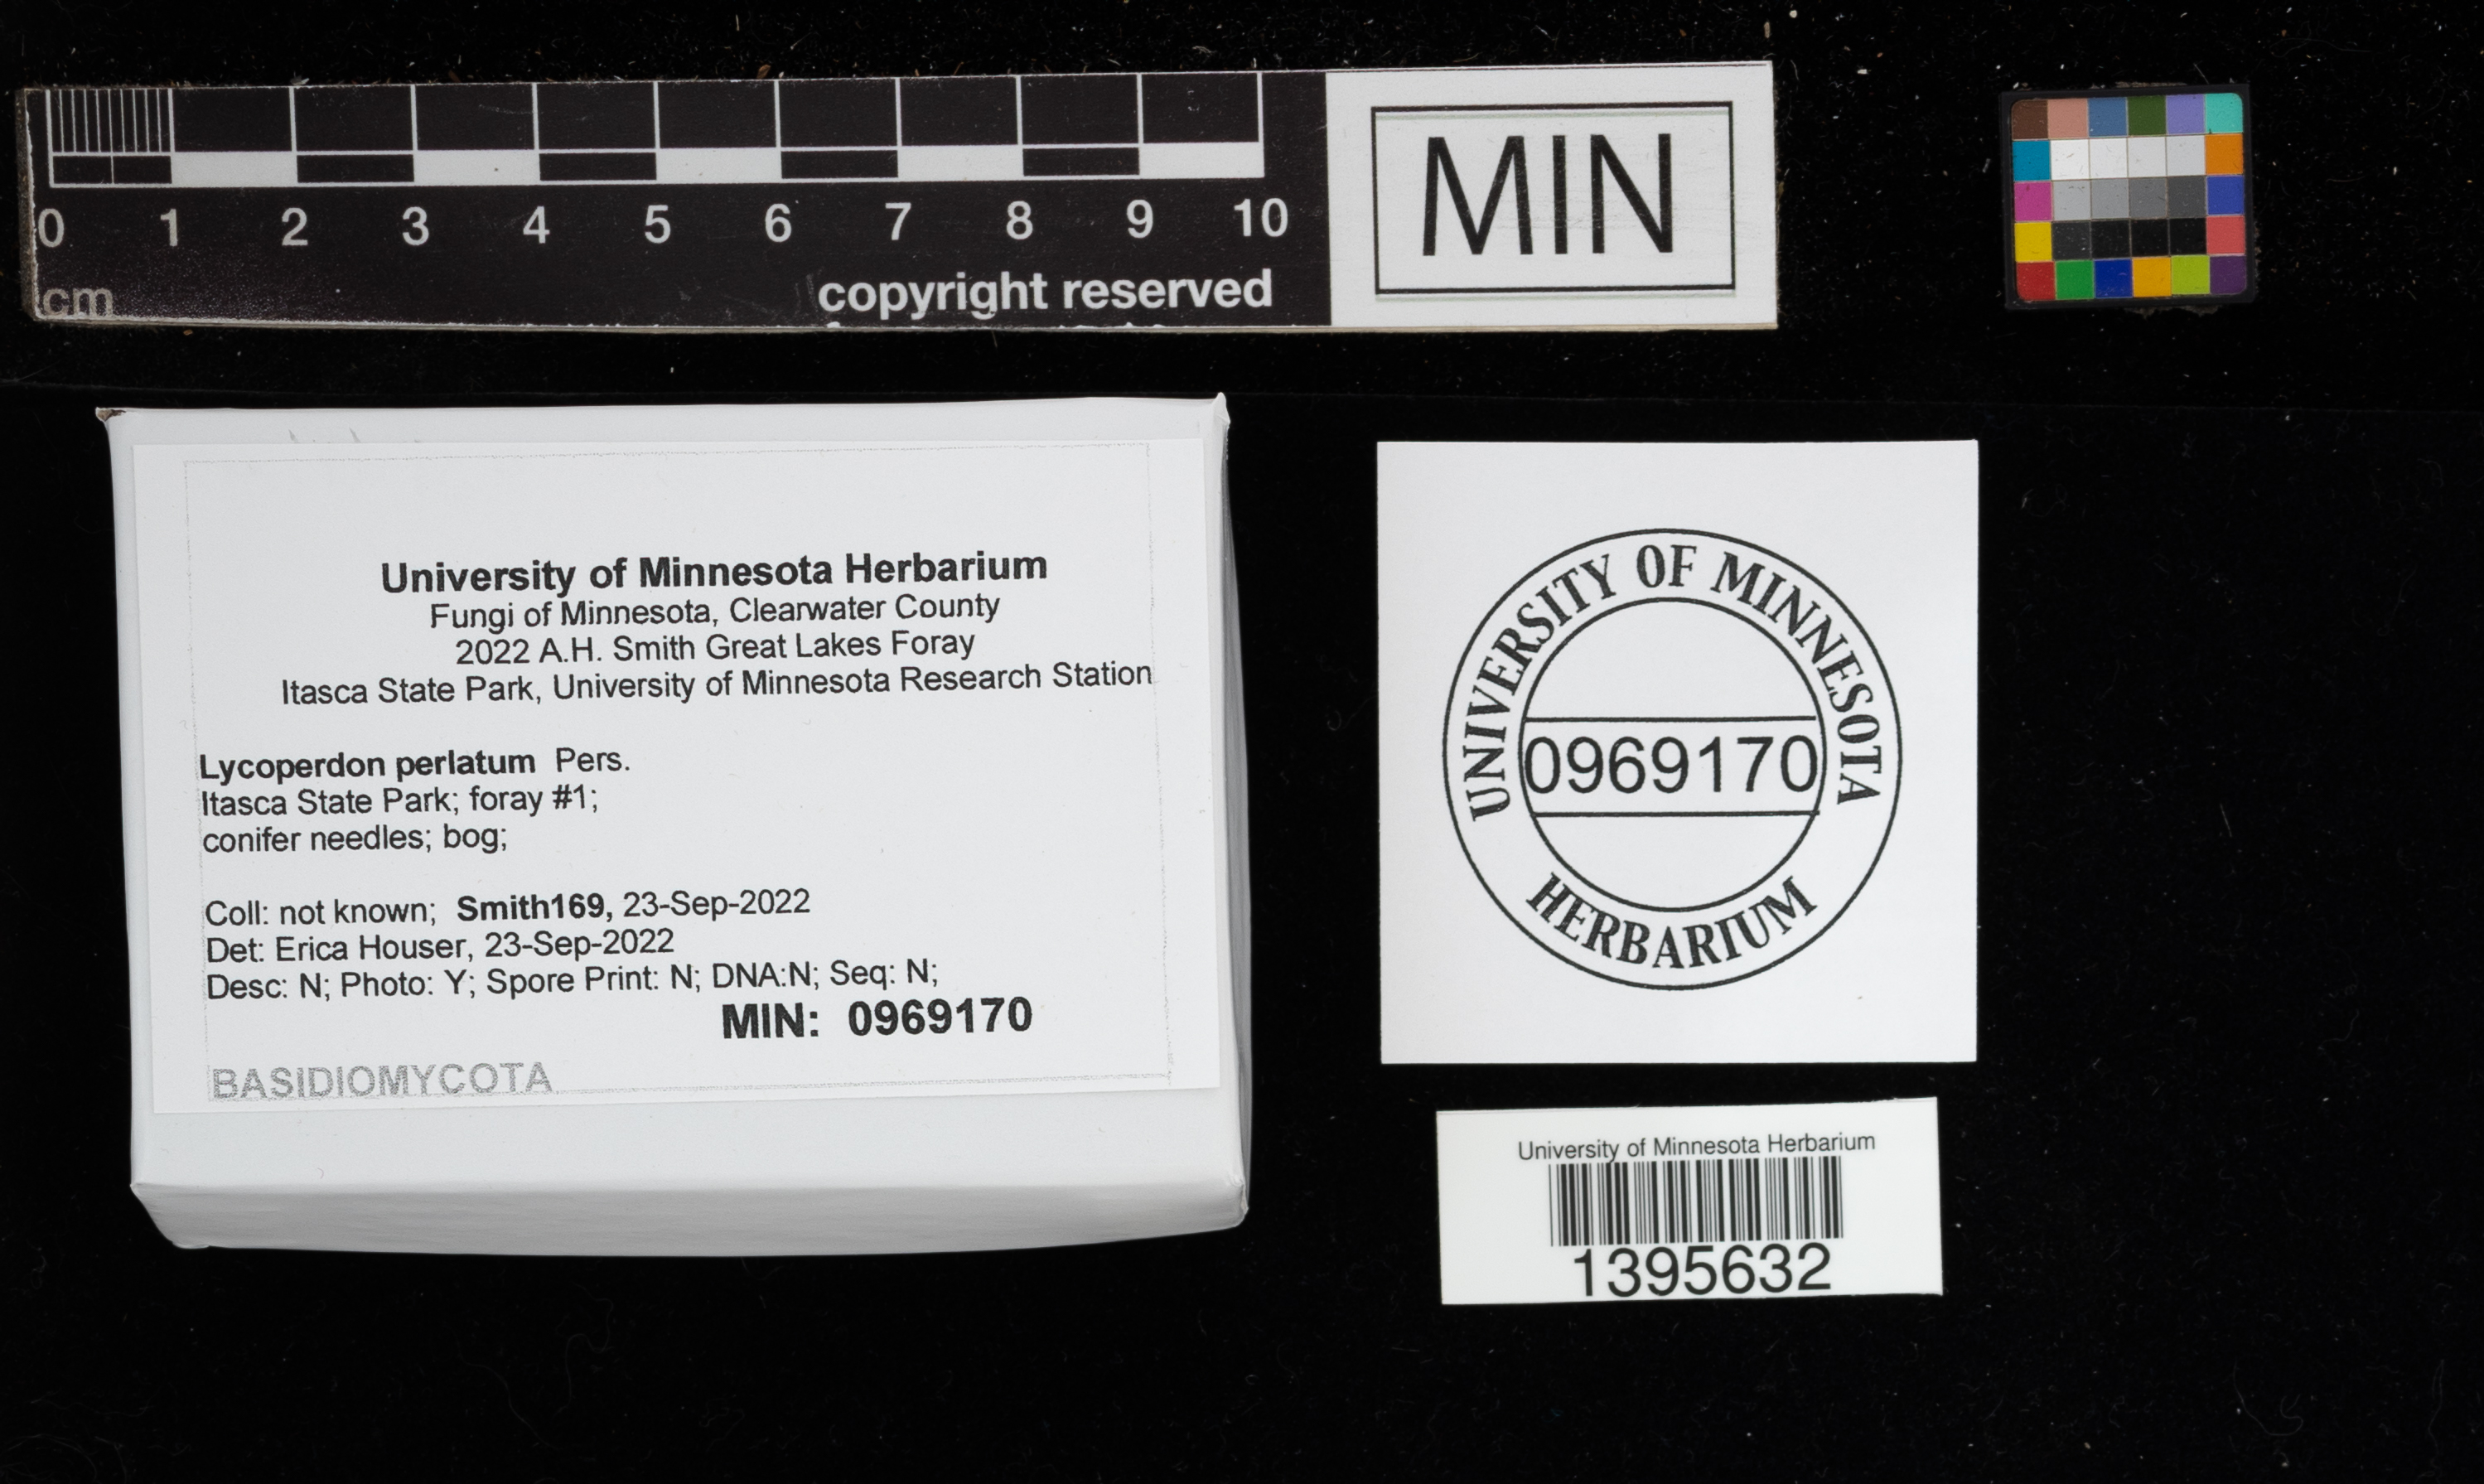 0 1 2 3 4 5 6 7 8 9 10
cm
copyright reserved
MIN
University of Minnesota Herbarium
Fungi of Minnesota, Clearwater County
2022 A.H. Smith Great Lakes Foray
Itasca State Park, University of Minnesota Research Station
Lycoperdon perlatum Pers.
Itasca State Park; foray #1;
conifer needles; bog;
Coll: not known; Smith169, 23-Sep-2022
Det: Erica Houser, 23-Sep-2022
Desc: N; Photo: Y; Spore Print: N; DNA:N; Seq: N;
MIN: 0969170
BASIDIOMYCOTA
UNIVERSITY OF MINNESOTA
0969170
HERBARIUM
University of Minnesota Herbarium
1395632